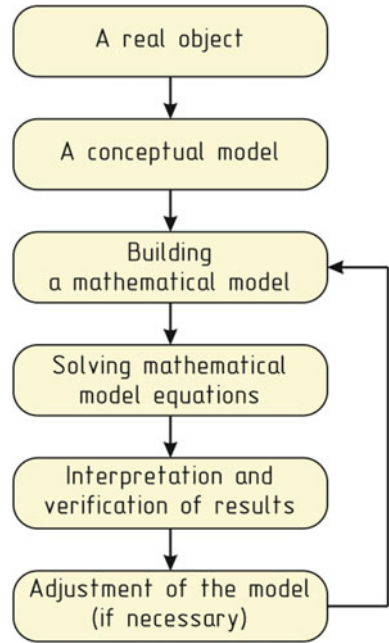 A real object
A conceptual model
Building
a mathematical model
Solving mathematical
model equations
Interpretation and
verification of results
Adjustment of the model
(if necessary)